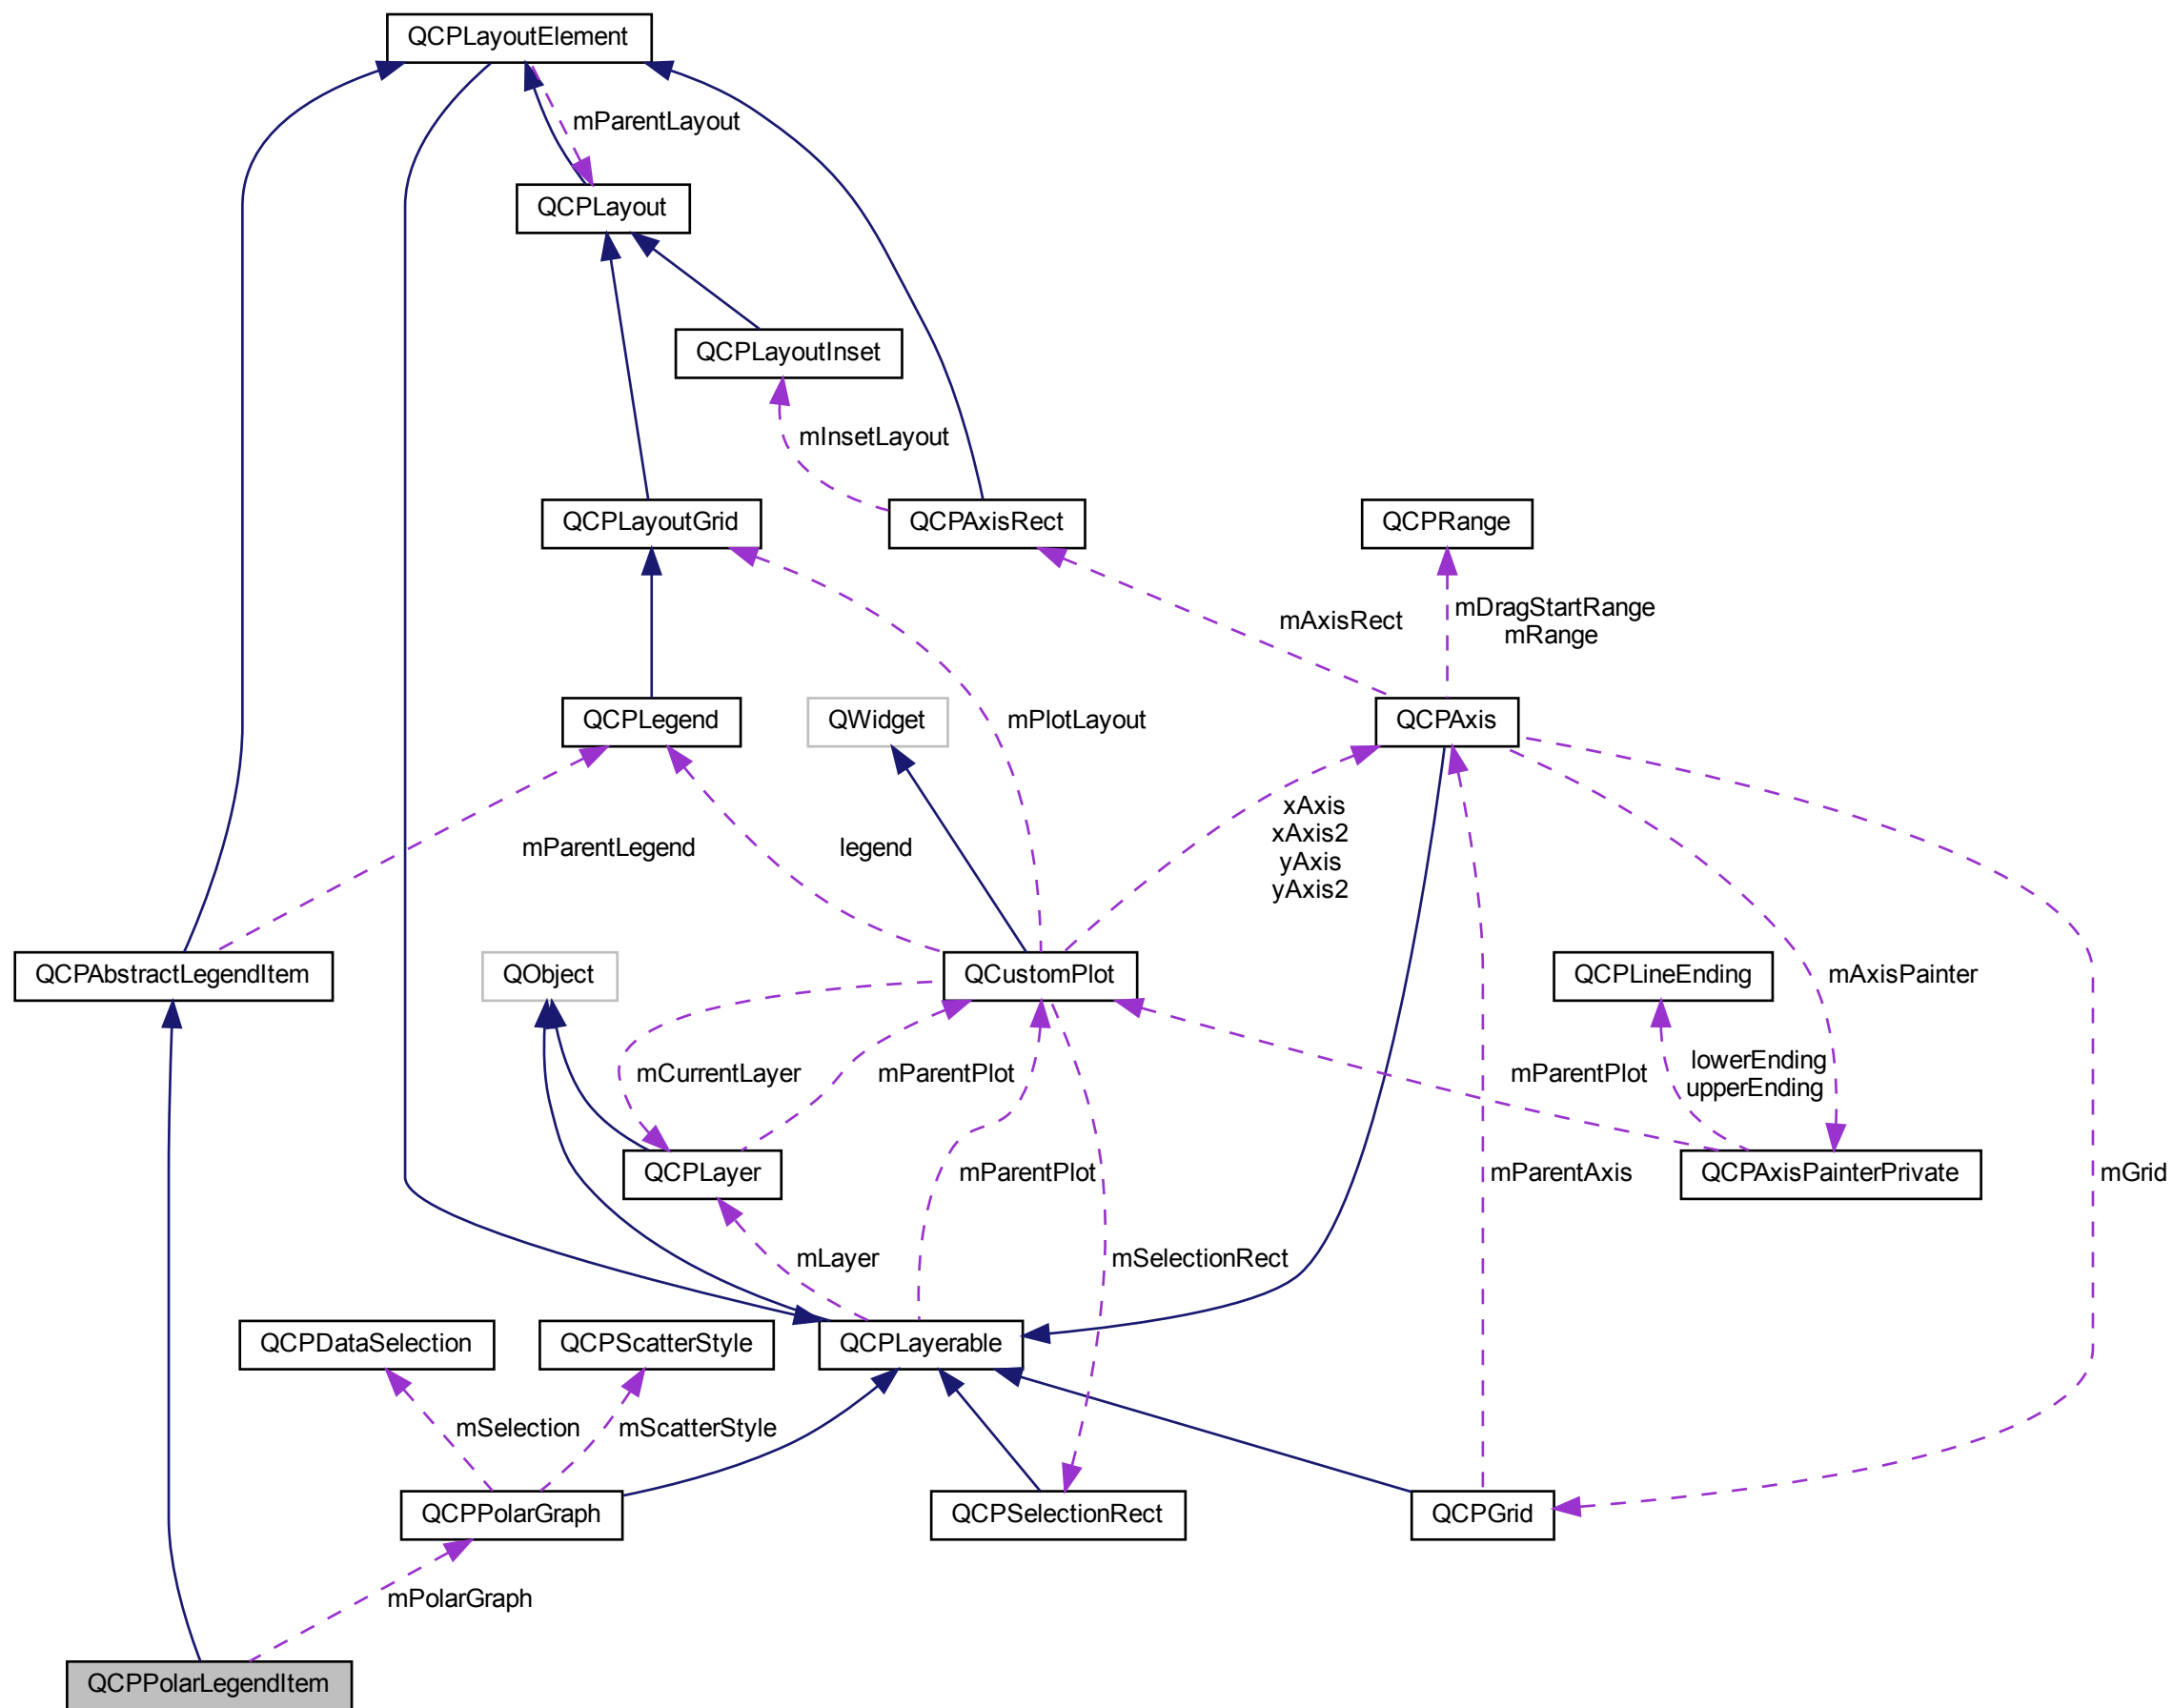 QCPLayoutElement
mParentLayout
QCPLayout
QCPLayoutInset
mInsetLayout
QCPLayoutGrid
QCPAxisRect
QCPRange
mAxisRect
mDragStartRange
mRange
QCPLegend
QWidget
mPlotLayout
QCPAxis
mParentLegend
legend
xAxis
xAxis2
yAxis
yAxis2
QCPAbstractLegendItem
QObject
QCustomPlot
QCPLineEnding
mAxisPainter
mCurrentLayer
mParentPlot
mParentPlot
lowerEnding
upperEnding
QCPLayer
mParentPlot
mParentAxis
QCPAxisPainterPrivate
mGrid
mLayer
mSelectionRect
QCPDataSelection
QCPScatterStyle
QCPLayerable
mSelection
mScatterStyle
QCPPolarGraph
QCPSelectionRect
QCPGrid
mPolarGraph
QCPPolarLegendItem